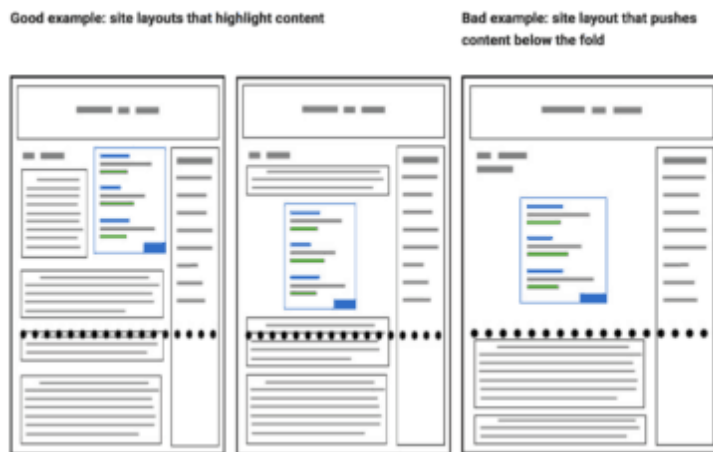 Good example: site layouts that highlight content
Bad example: site layout that pushes
content below the fold